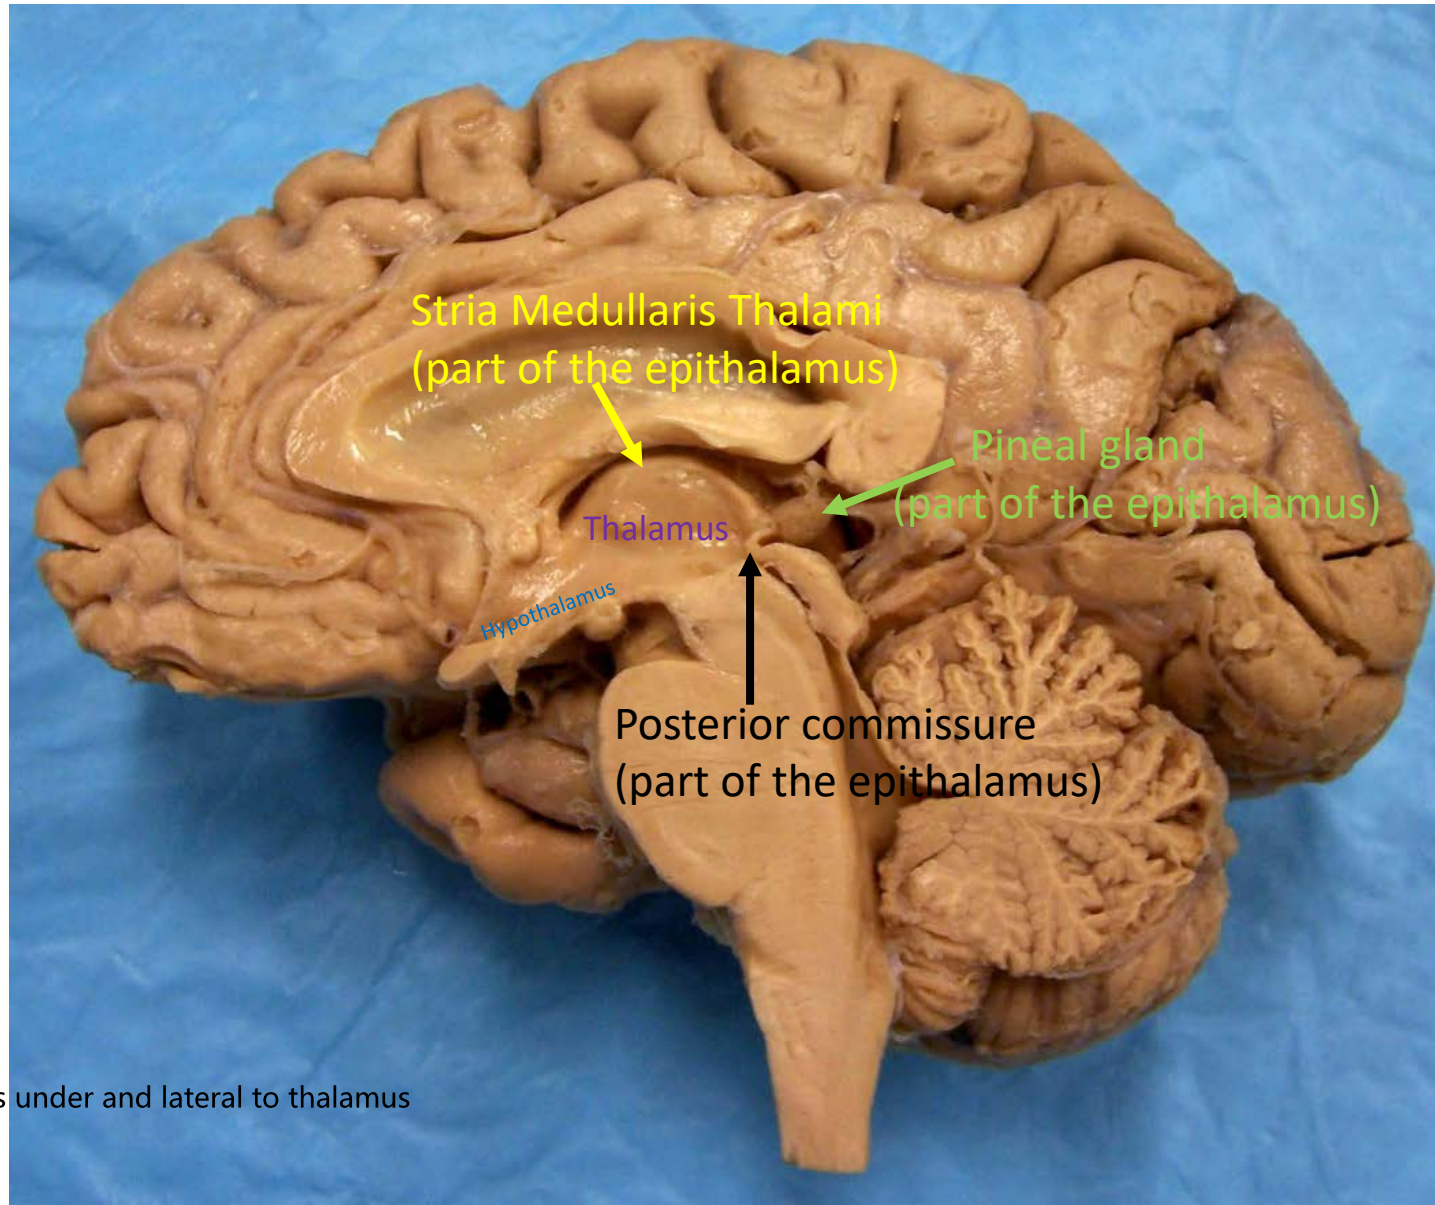 Stria Medullaris Thalami
(part of the epithalamus)
Pineal gland
(part of the epithalamus)
Thalamus
Hypothalamus
Posterior commissure
(part of the epithalamus)
under and lateral to thalamus